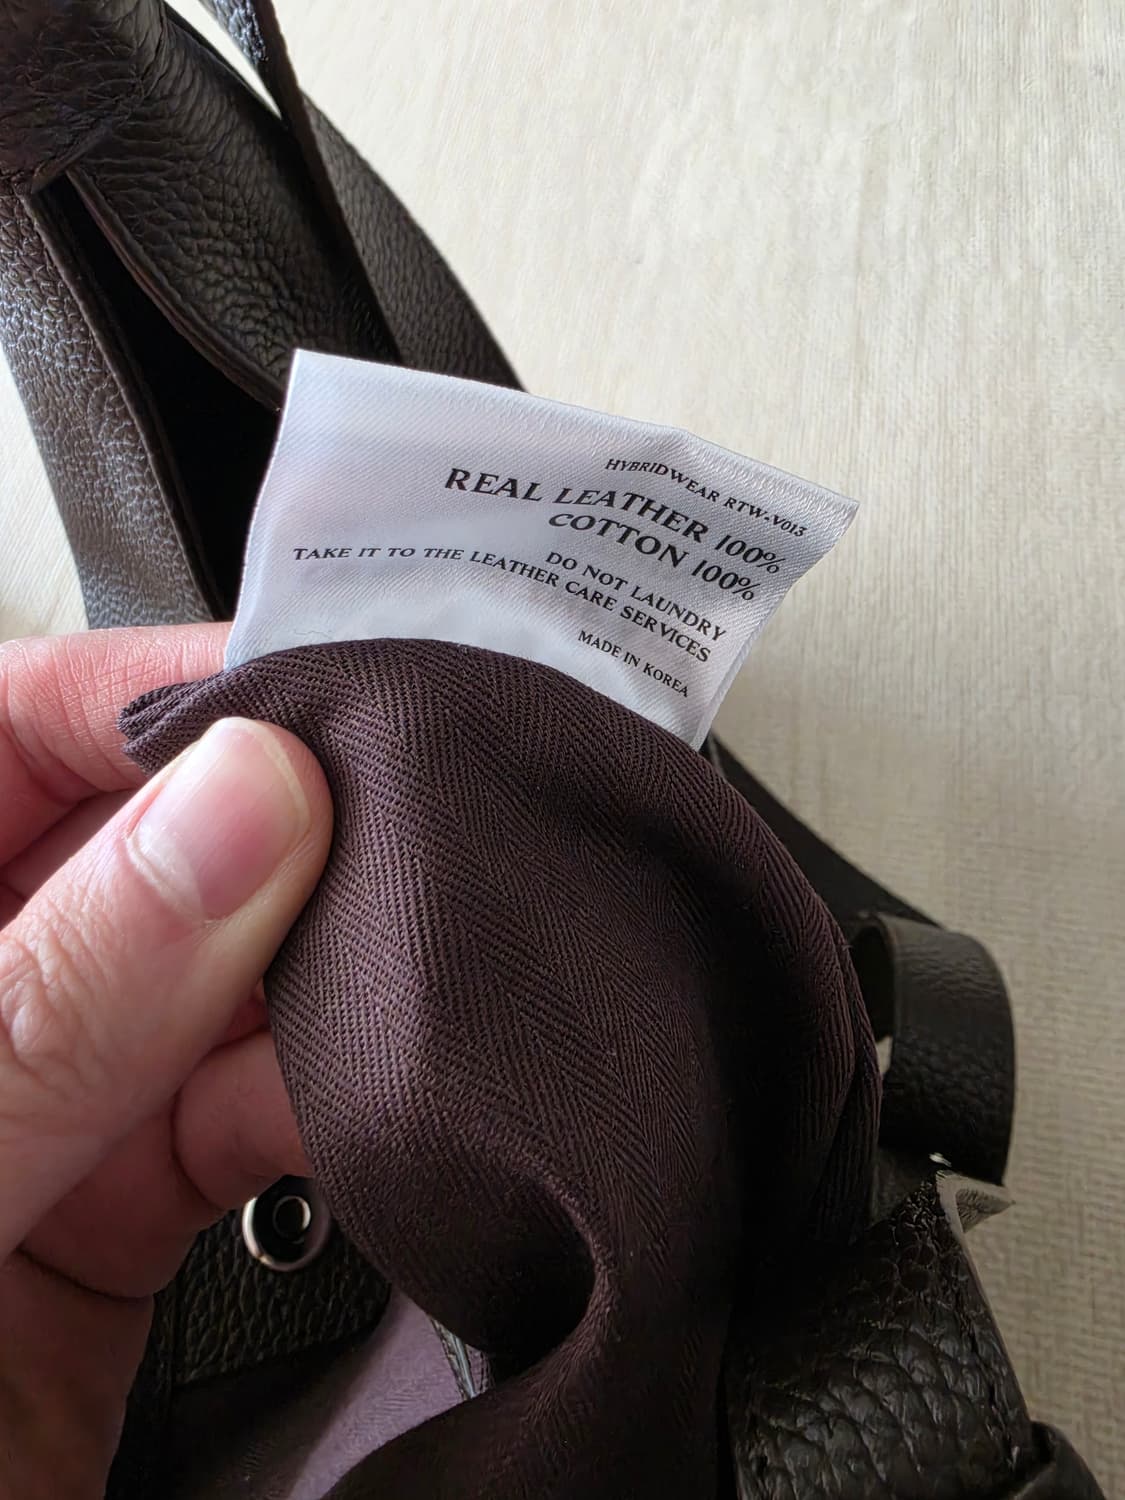 HYBRIDWEAR RTW-V013
REAL LEATHER 100%
COTTON 100%
DO NOT LAUNDRY
TAKE IT TO THE LEATHER CARE SERVICES
MADE IN KOREA